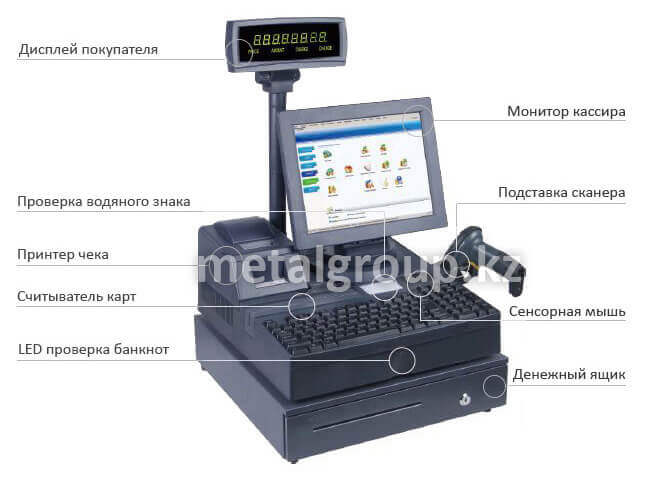 Дисплей покупателя
Монитор кассира
Проверка водяного знака
Подставка сканера
Принтер чека
metalgroup.kz
Считыватель карт
Сенсорная мышь
LED проверка банкнот
Денежный ящик